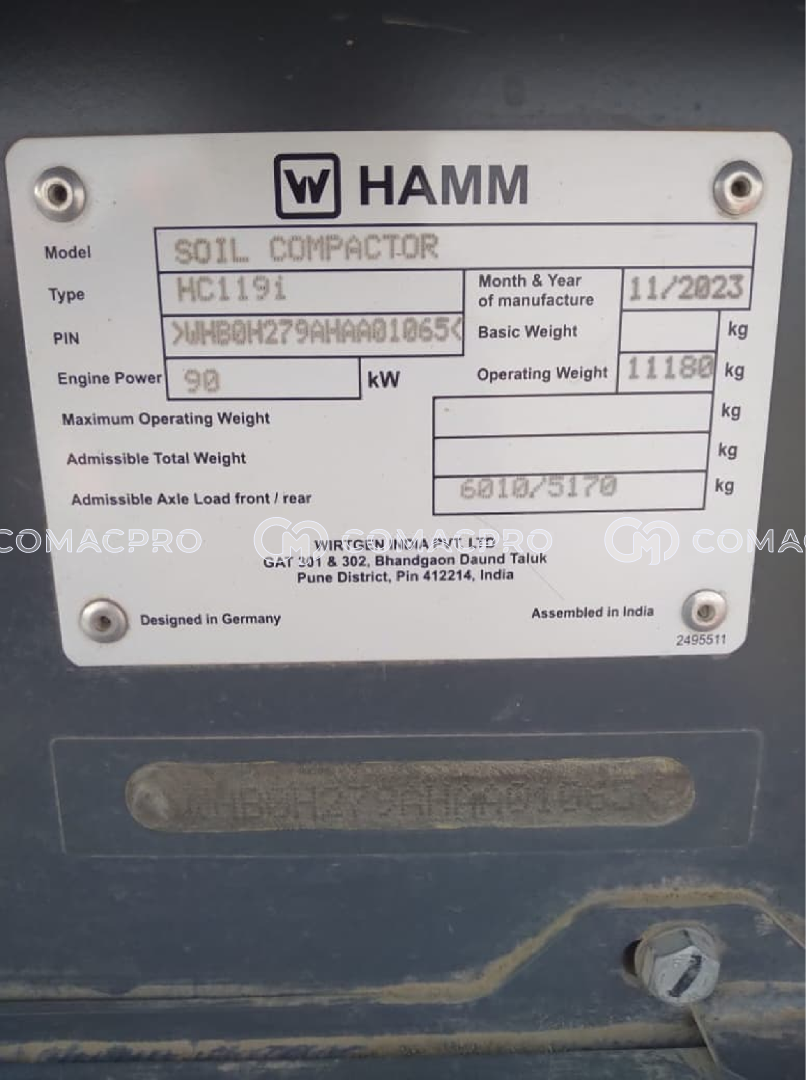 W HAMM
Model SOIL COMPACTOR
Type HC119i Month & Year of manufacture 11/2023
PIN >WHB0H279AHAA01065< Basic Weight kg
Engine Power 90 kW Operating Weight 11180 kg
Maximum Operating Weight kg
Admissible Total Weight kg
Admissible Axle Load front / rear 6010/5170 kg
COMACPRO COMACPRO COMAC
WIRTGEN INDIA PVT. LTD
GAT 301 & 302, Bhandgaon Daund Taluk
Pune District, Pin 412214, India
Designed in Germany Assembled in India
2495511
>WHB0H279AHAA01065<